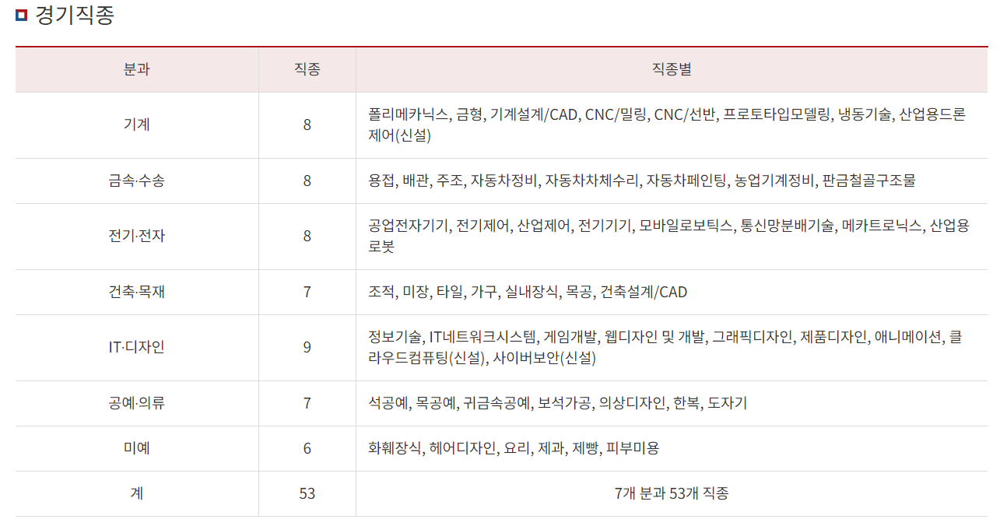 경기직종
분과 직종 직종별
기계 8 폴리메카닉스, 금형, 기계설계/CAD, CNC/밀링, CNC/선반, 프로토타입모델링, 냉동기술, 산업용드론
제어(신설)
금속·수송 8 용접, 배관, 주조, 자동차정비, 자동차차체수리, 자동차페인팅, 농업기계정비, 판금철골구조물
전기·전자 8 공업전자기기, 전기제어, 산업제어, 전기기기, 모바일로보틱스, 통신망분배기술, 메카트로닉스, 산업용
로봇
건축·목재 7 조적, 미장, 타일, 가구, 실내장식, 목공, 건축설계/CAD
IT·디자인 9 정보기술, IT네트워크시스템, 게임개발, 웹디자인 및 개발, 그래픽디자인, 제품디자인, 애니메이션, 클
라우드컴퓨팅(신설), 사이버보안(신설)
공예·의류 7 석공예, 목공예, 귀금속공예, 보석가공, 의상디자인, 한복, 도자기
미예 6 화훼장식, 헤어디자인, 요리, 제과, 제빵, 피부미용
계 53 7개 분과 53개 직종